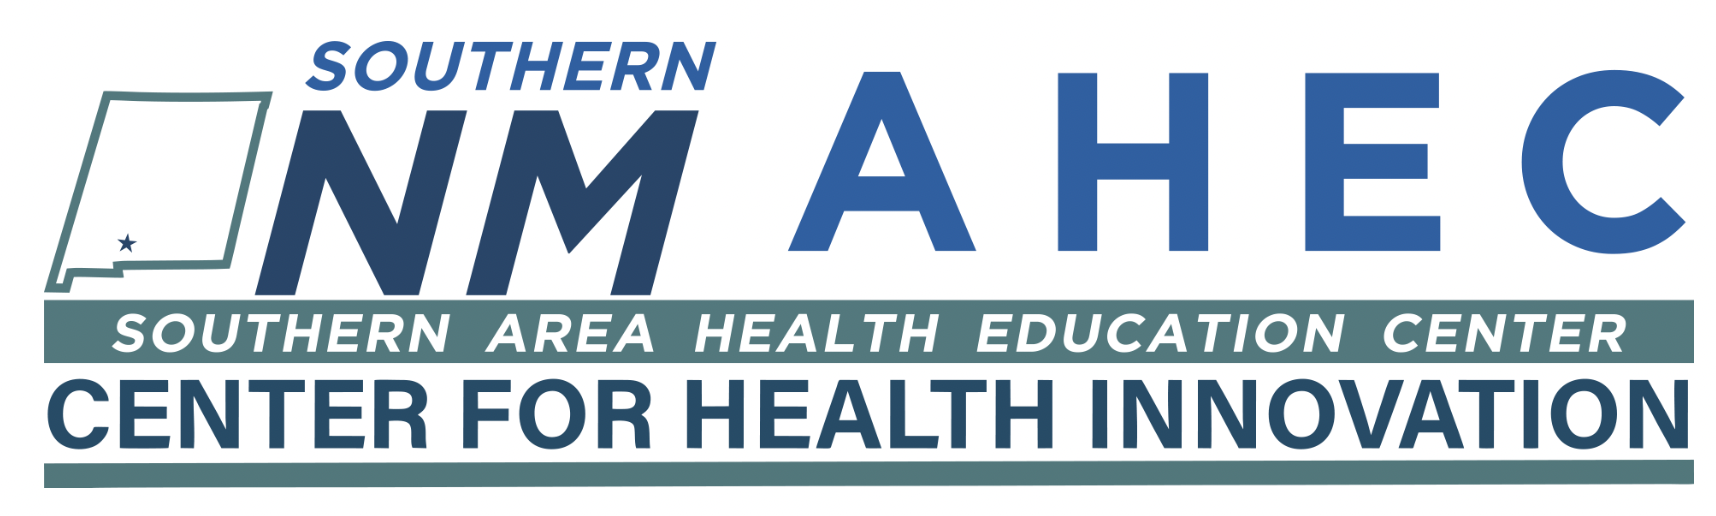 SOUTHERN
NM AHEC
SOUTHERN AREA HEALTH EDUCATION CENTER
CENTER FOR HEALTH INNOVATION